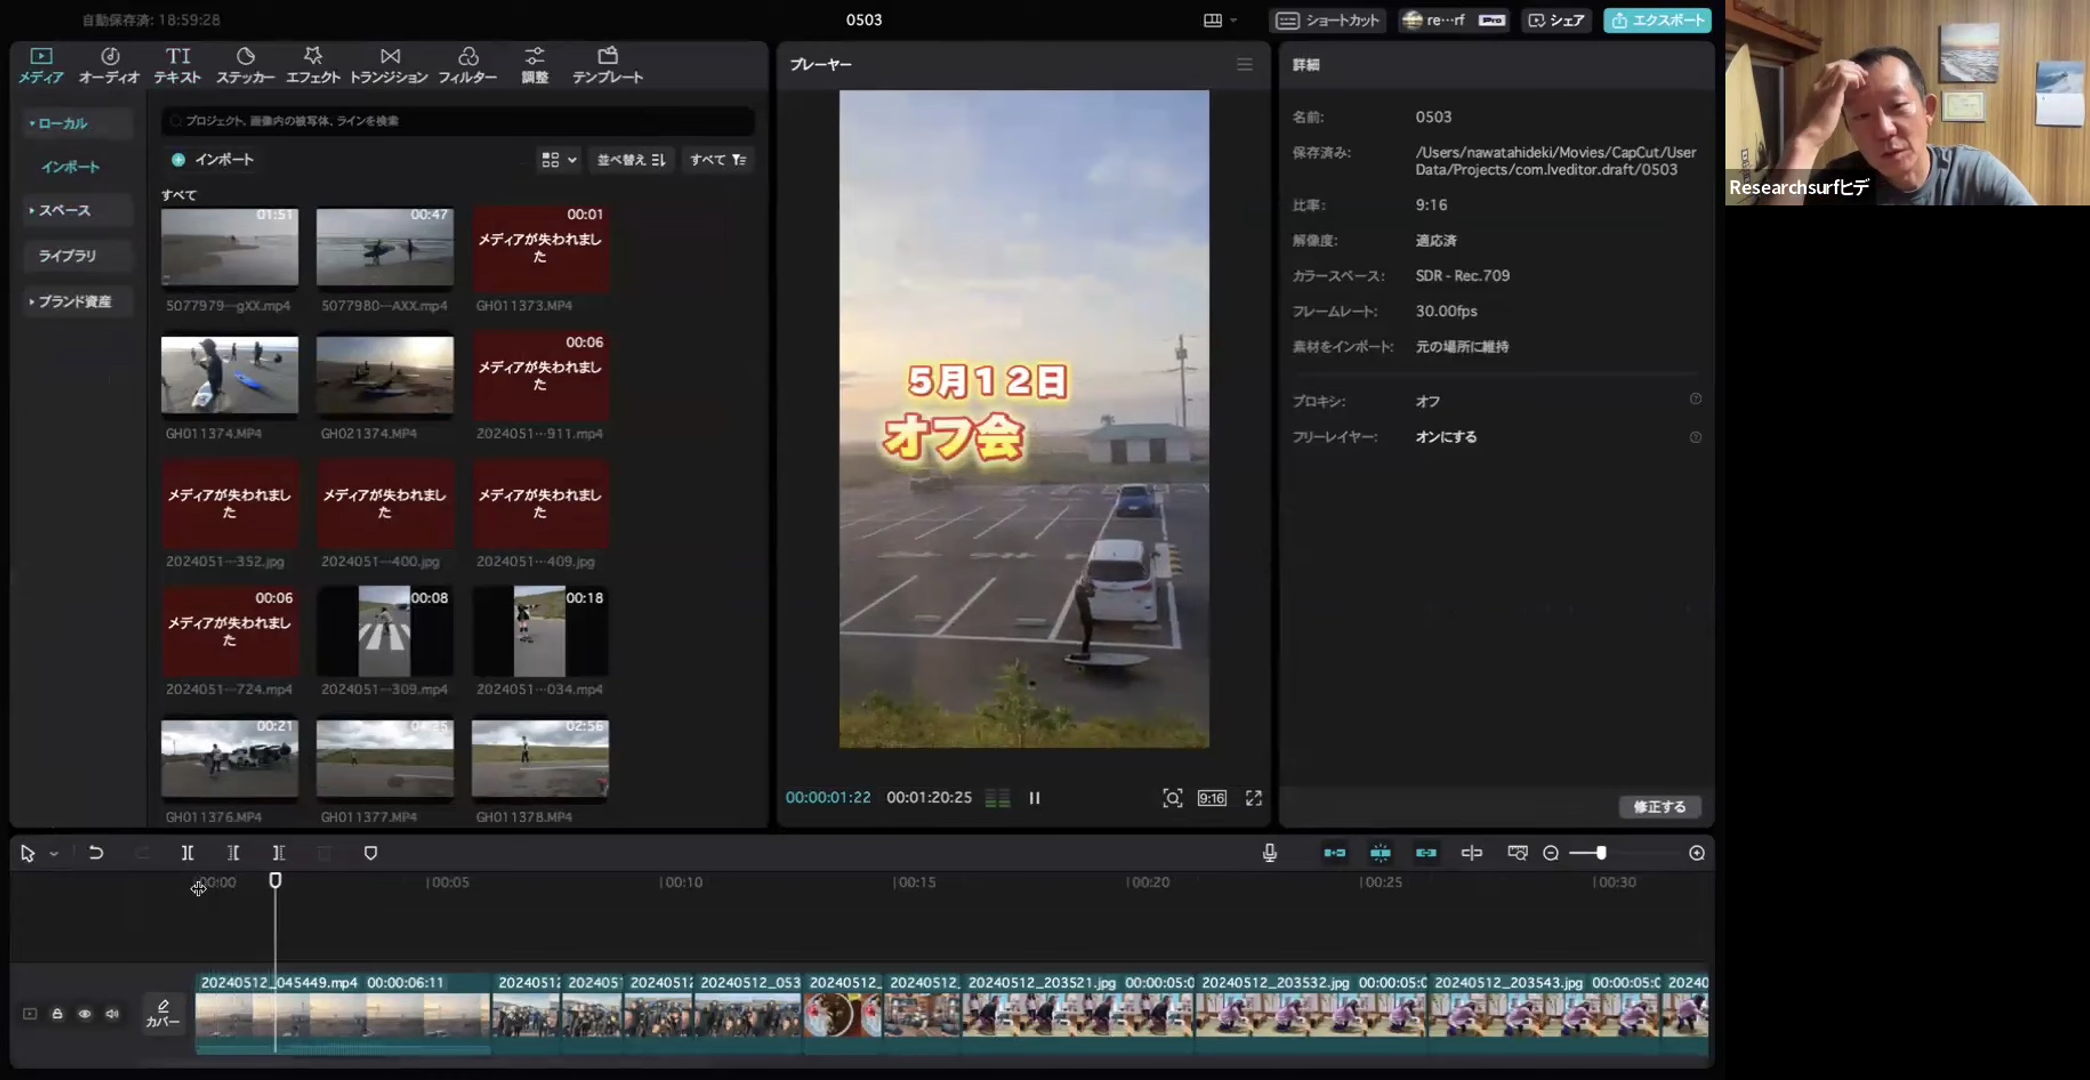 自動保存済: 18:59:28
0503
ショートカット
re···rf
Pro
シェア
エクスポート
メディア
オーディオ
TI
テキスト
ステッカー
エフェクト
トランジション
フィルター
調整
テンプレート
ローカル
インポート
スペース
ライブラリ
ブランド資産
プロジェクト、画像内の被写体、ラインを検索
インポート
並べ替え
すべて
すべて
01:51
5077979···gXX.mp4
00:47
5077980···AXX.mp4
00:01
メディアが失われまし
た
GH011373.MP4
GH011374.MP4
GH021374.MP4
00:06
メディアが失われまし
た
2024051···911.mp4
メディアが失われまし
た
2024051···352.jpg
メディアが失われまし
た
2024051···400.jpg
メディアが失われまし
た
2024051···409.jpg
00:06
メディアが失われまし
た
2024051···724.mp4
00:08
2024051···309.mp4
00:18
2024051···034.mp4
00:21
GH011376.MP4
GH011377.MP4
02:56
GH011378.MP4
プレーヤー
5月12日
オフ会
00:00:01:22
00:01:20:25
9:16
詳細
名前:
0503
保存済み:
/Users/nawatahideki/Movies/CapCut/User
Data/Projects/com.lveditor.draft/0503
比率:
9:16
解像度:
適応済
カラースペース:
SDR - Rec.709
フレームレート:
30.00fps
素材をインポート:
元の場所に維持
プロキシ:
オフ
フリーレイヤー:
オンにする
修正する
Researchsurfヒデ
00:00
00:05
00:10
00:15
00:20
00:25
00:30
カバー
20240512_045449.mp4 00:00:06:11
20240512
20240512
20240512
20240512_053
20240512_
20240512_
20240512_203521.jpg 00:00:05:0
20240512_203532.jpg 00:00:05:0
20240512_203543.jpg 00:00:05:0
20240